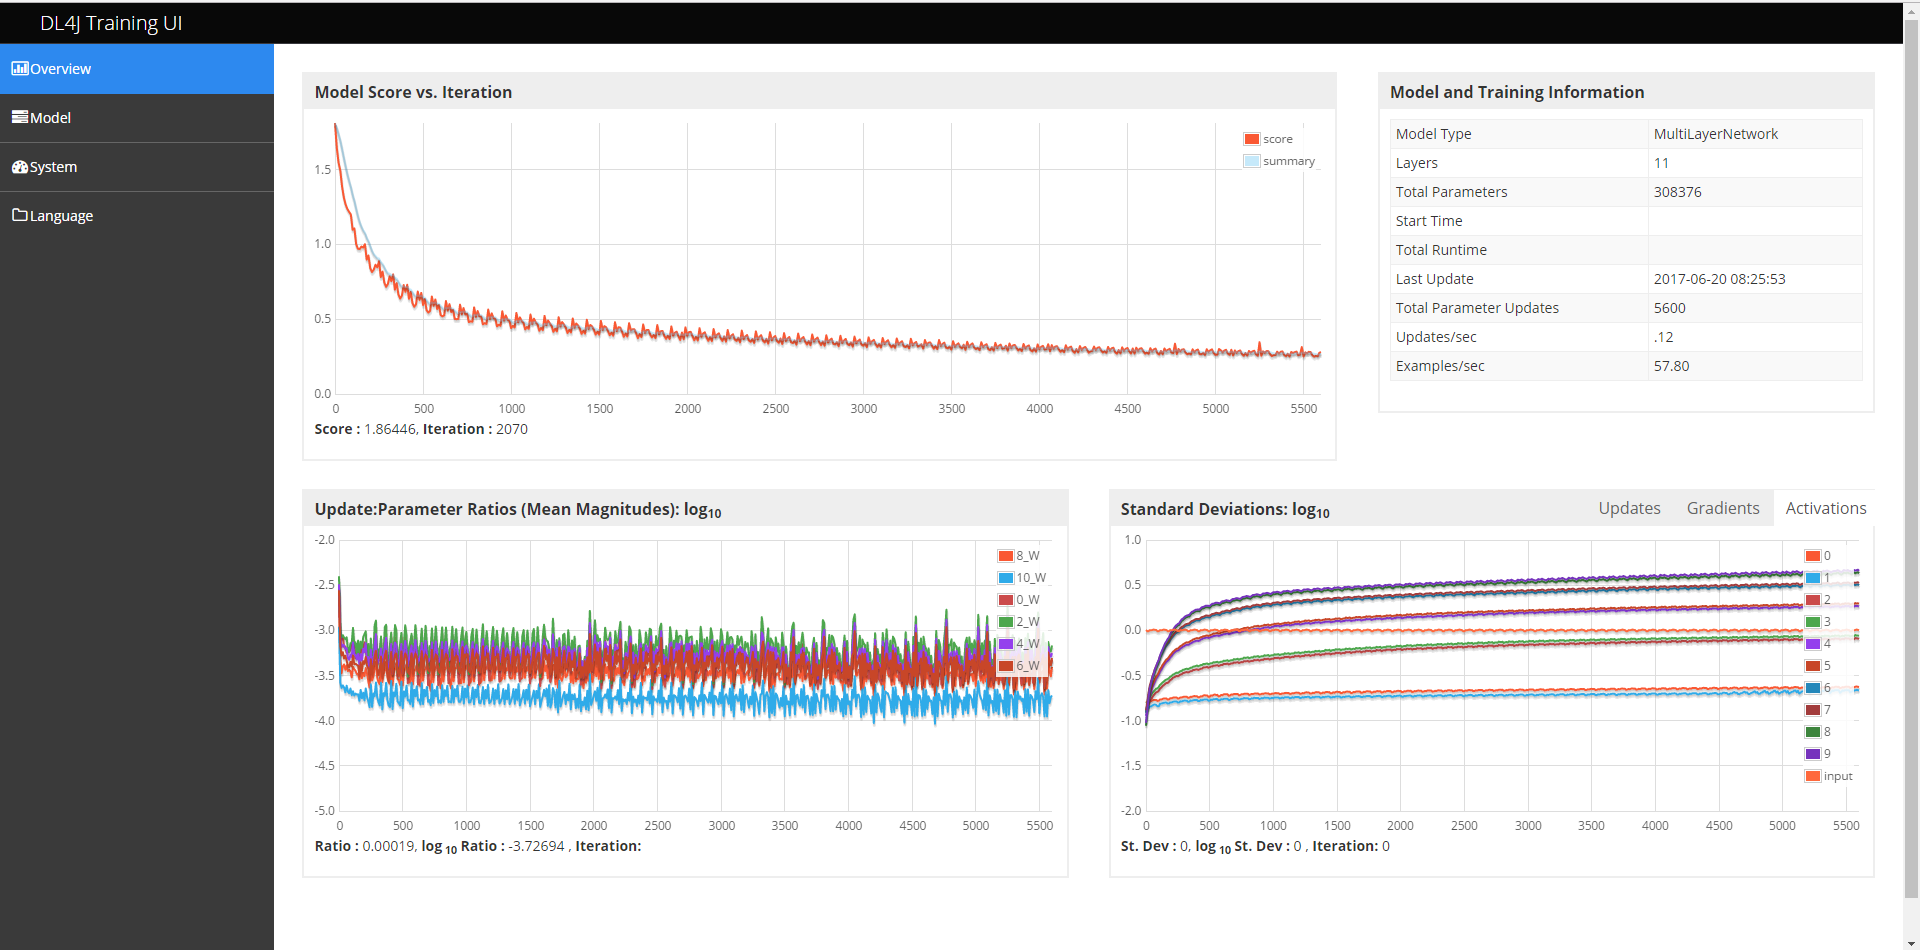 DL4J Training UI
Overview
Model
System
Language
Model Score vs. Iteration
score
summary
1.5
1.0
0.5
0.0
0 500 1000 1500 2000 2500 3000 3500 4000 4500 5000 5500
Score : 1.86446, Iteration : 2070
Model and Training Information
Model Type MultiLayerNetwork
Layers 11
Total Parameters 308376
Start Time
Total Runtime
Last Update 2017-06-20 08:25:53
Total Parameter Updates 5600
Updates/sec .12
Examples/sec 57.80
Update:Parameter Ratios (Mean Magnitudes): log10
-2.0
-2.5
-3.0
-3.5
-4.0
-4.5
-5.0
8_W
10_W
0_W
2_W
4_W
6_W
0 500 1000 1500 2000 2500 3000 3500 4000 4500 5000 5500
Ratio : 0.00019, log 10 Ratio : -3.72694 , Iteration:
Standard Deviations: log10 Updates Gradients Activations
1.0
0.5
0.0
-0.5
-1.0
-1.5
-2.0
0
1
2
3
4
5
6
7
8
9
input
0 500 1000 1500 2000 2500 3000 3500 4000 4500 5000 5500
St. Dev : 0, log 10 St. Dev : 0 , Iteration: 0